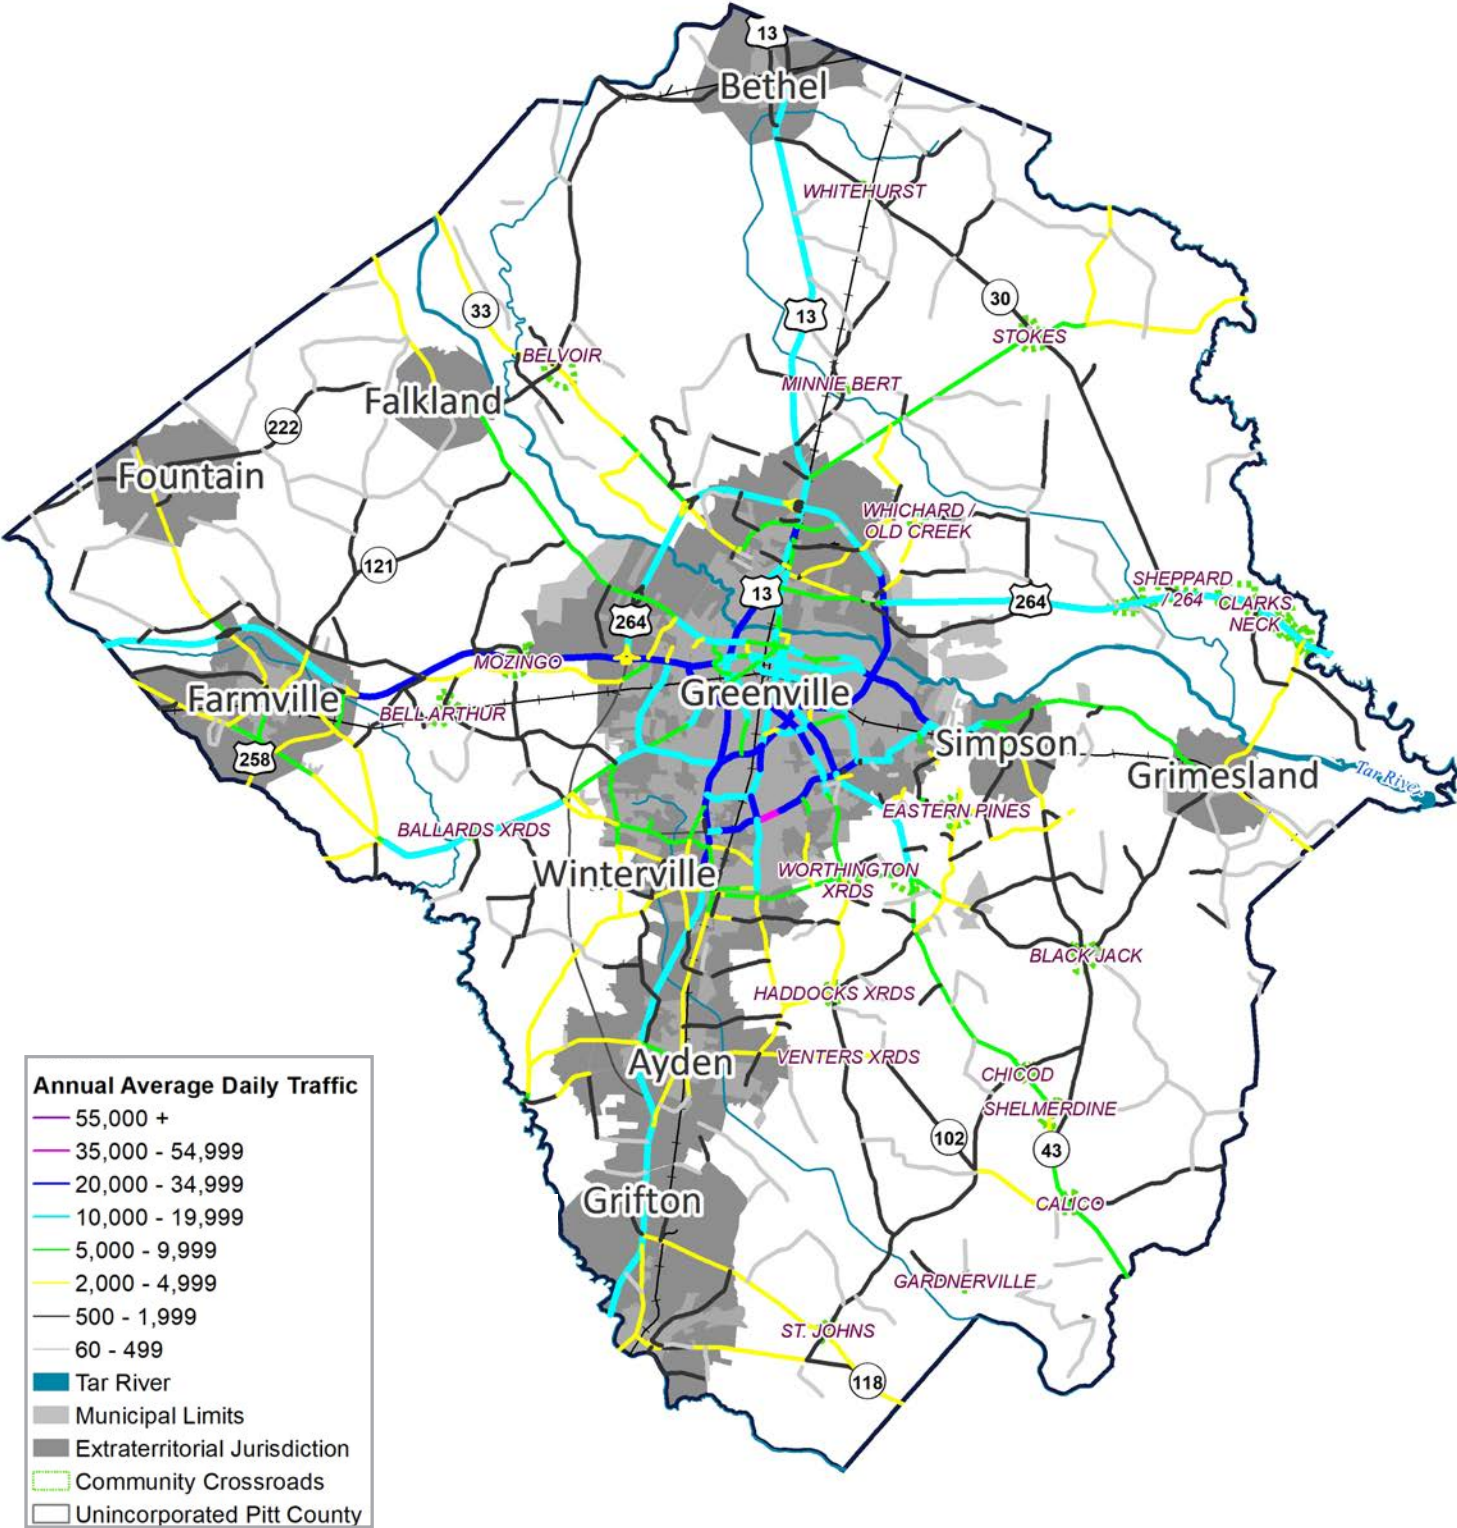 13
Bethel
WHITEHURST
33
13
30
STOKES
BELVOIR
MINNIE BERT
Falkland
222
Fountain
WHICHARD /
OLD CREEK
121
13
264
264
SHEPPARD
/ 264
CLARKS
NECK
MOZINGO
Greenville
Farmville
BELL ARTHUR
258
Simpson
Grimesland
Tar River
EASTERN PINES
BALLARDS XRDS
Winterville
WORTHINGTON
XRDS
BLACK JACK
HADDOCKS XRDS
Ayden
VENTERS XRDS
CHICOD
SHELMERDINE
102
43
Grifton
CALICO
GARDNERVILLE
ST. JOHNS
118
Annual Average Daily Traffic
55,000 +
35,000 - 54,999
20,000 - 34,999
10,000 - 19,999
5,000 - 9,999
2,000 - 4,999
500 - 1,999
60 - 499
Tar River
Municipal Limits
Extraterritorial Jurisdiction
Community Crossroads
Unincorporated Pitt County